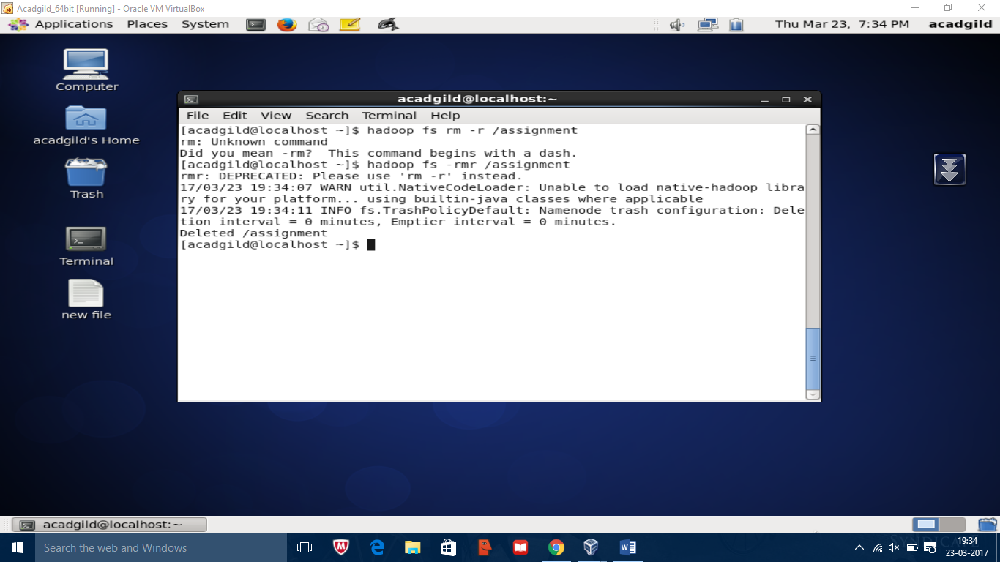 Acadgild_64bit [Running] - Oracle VM VirtualBox
Applications Places System Thu Mar 23, 7:34 PM acadgild
Computer
acadgild's Home
Trash
Terminal
new file
acadgild@localhost:~
File Edit View Search Terminal Help
[acadgild@localhost ~]$ hadoop fs rm -r /assignment
rm: Unknown command
Did you mean -rm?  This command begins with a dash.
[acadgild@localhost ~]$ hadoop fs -rmr /assignment
rmr: DEPRECATED: Please use 'rm -r' instead.
17/03/23 19:34:07 WARN util.NativeCodeLoader: Unable to load native-hadoop libra
ry for your platform... using builtin-java classes where applicable
17/03/23 19:34:11 INFO fs.TrashPolicyDefault: Namenode trash configuration: Dele
tion interval = 0 minutes, Emptier interval = 0 minutes.
Deleted /assignment
[acadgild@localhost ~]$
acadgild@localhost:~
Search the web and Windows
19:34
23-03-2017